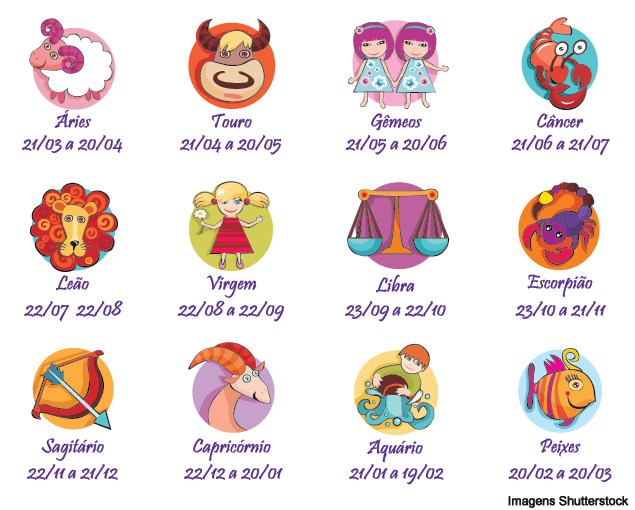 Áries
21/03 a 20/04
Touro
21/04 a 20/05
Gêmeos
21/05 a 20/06
Câncer
21/06 a 21/07
Leão
22/07 22/08
Virgem
22/08 a 22/09
Libra
23/09 a 22/10
Escorpião
23/10 a 21/11
Sagitário
22/11 a 21/12
Capricórnio
22/12 a 20/01
Aquário
21/01 a 19/02
Peixes
20/02 a 20/03
Imagens Shutterstock